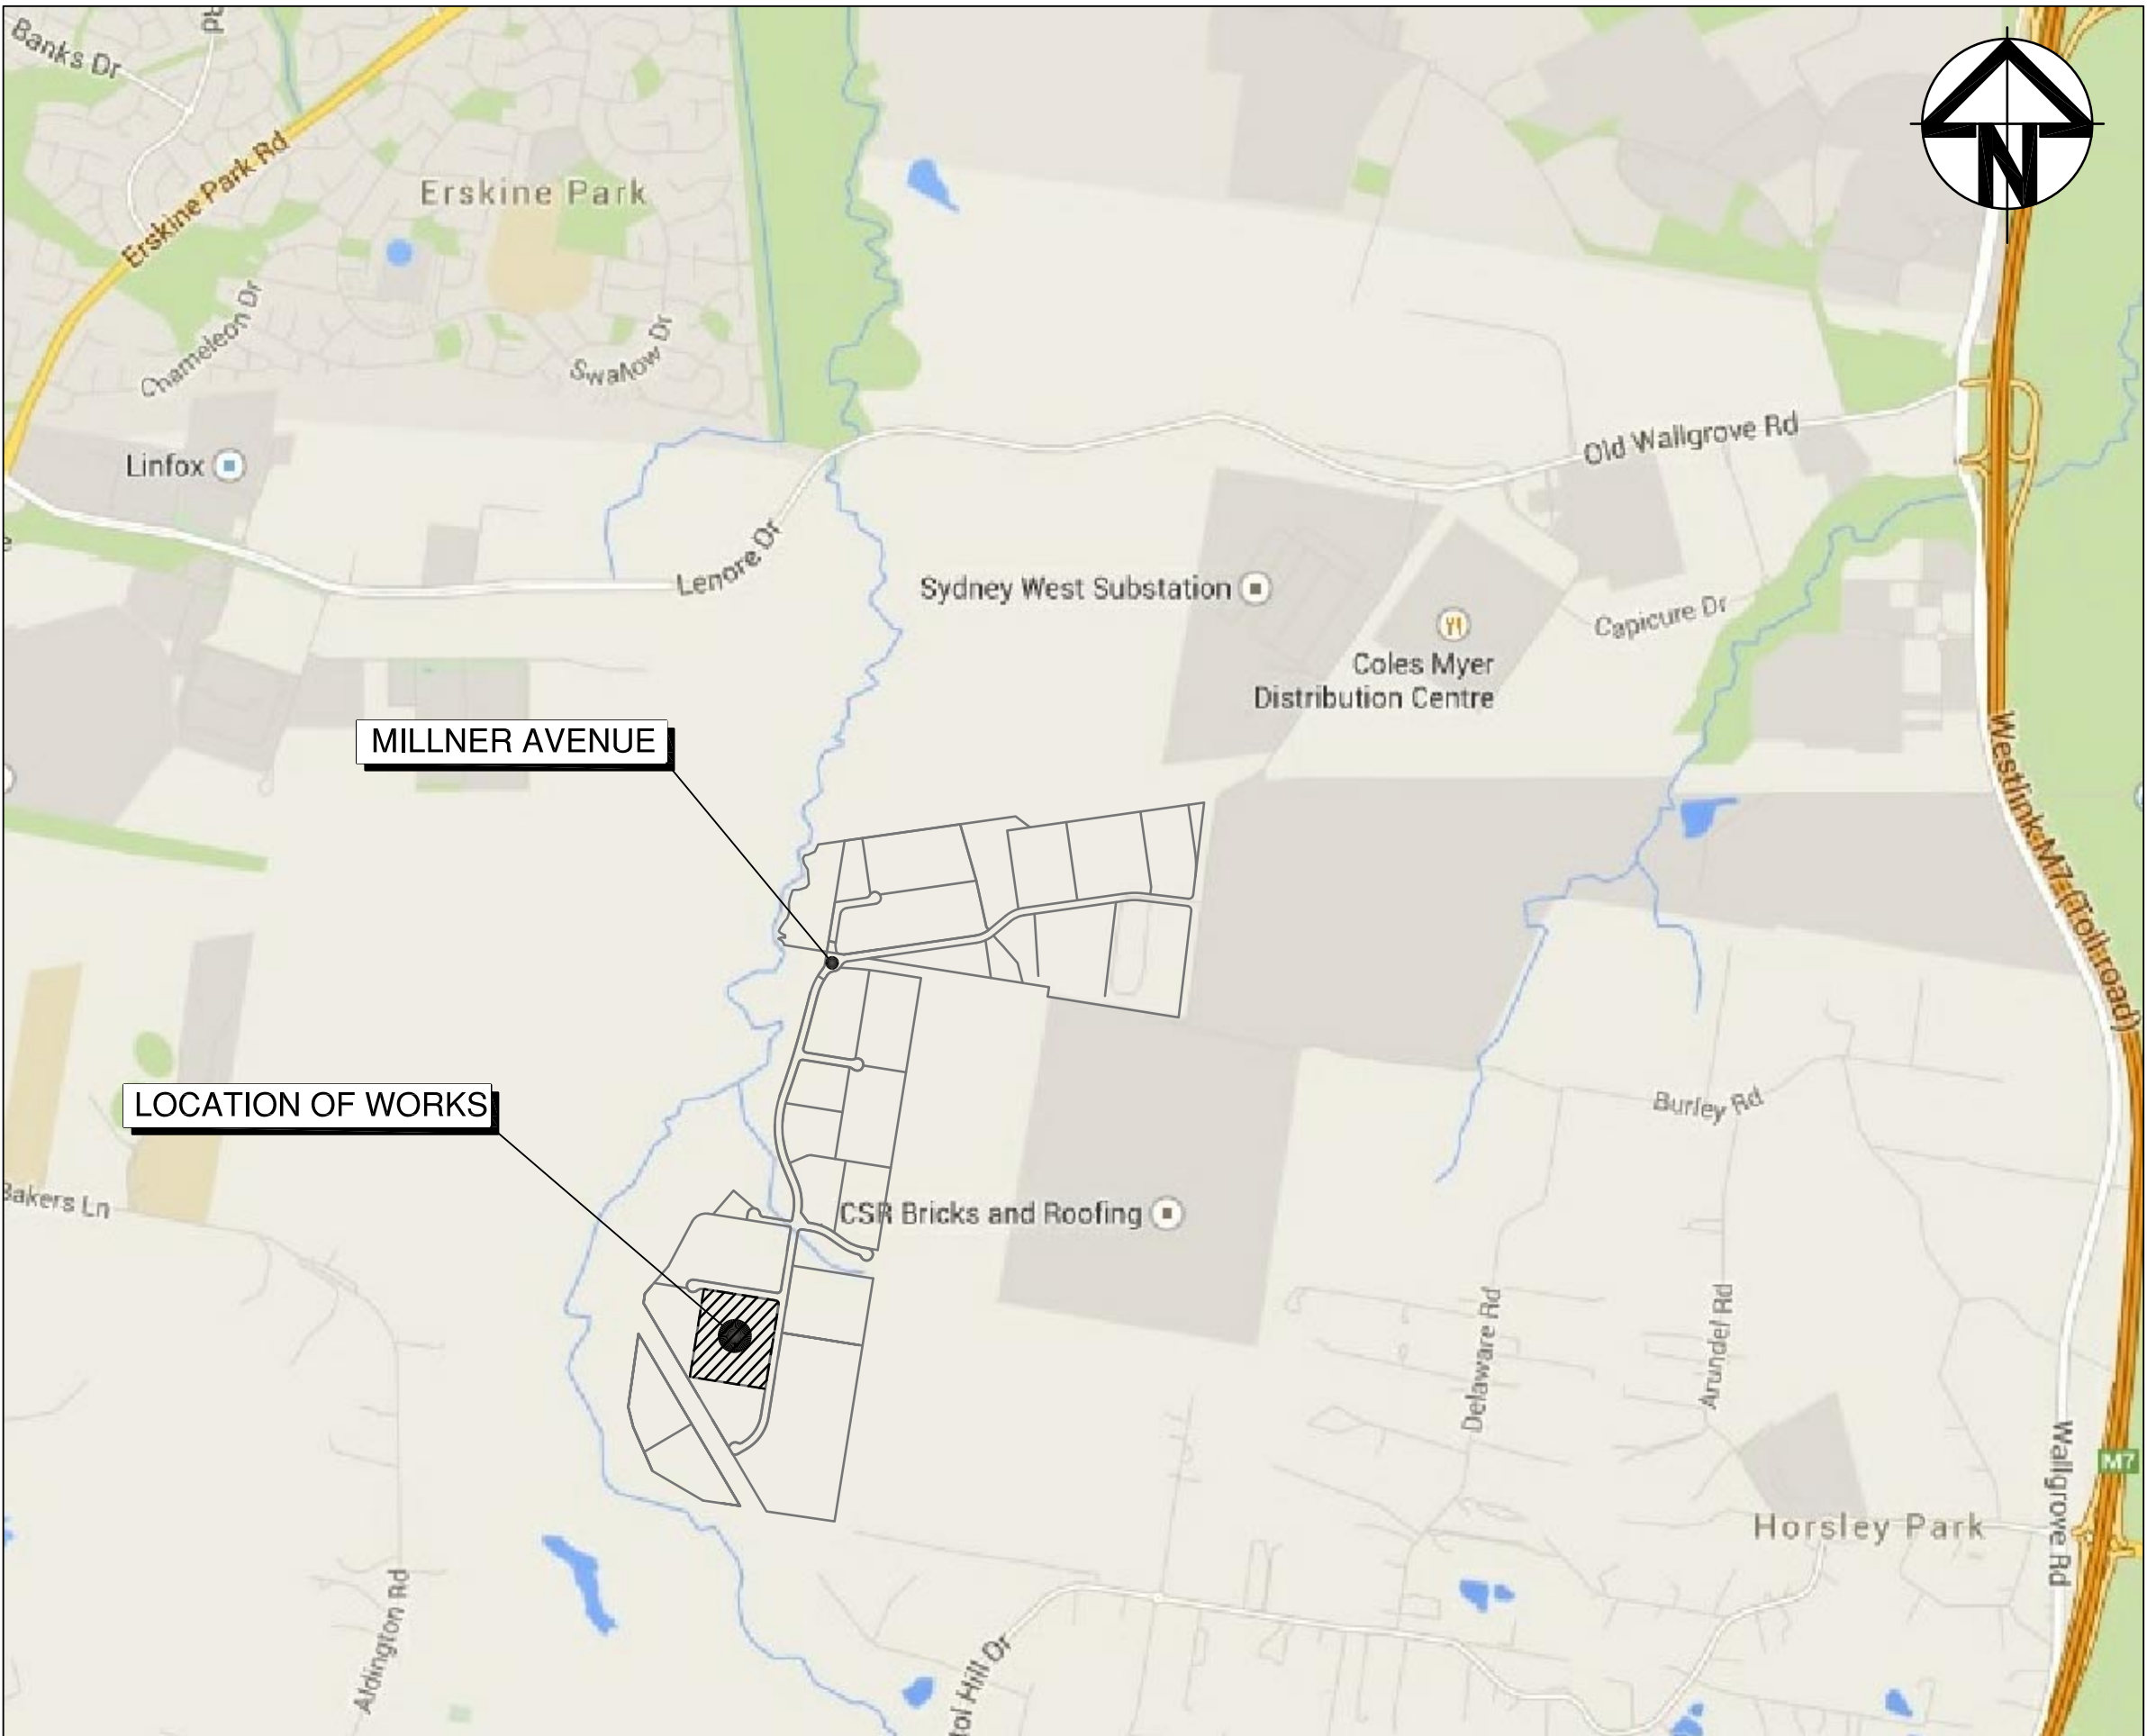 Banks Dr
Erskine Park Rd
Erskine Park
N
Chameleon Dr
Swallow Dr
Old Wallgrove Rd
Linfox
Lenore Dr
Sydney West Substation
Capicure Dr
Coles Myer
Distribution Centre
MILLNER AVENUE
Westlink M7 (Tollroad)
LOCATION OF WORKS
Burley Rd
Bakers Ln
CSR Bricks and Roofing
Delaware Rd
Arundel Rd
M7
Wallgrove Rd
Horsley Park
Aldington Rd
Hill Dr